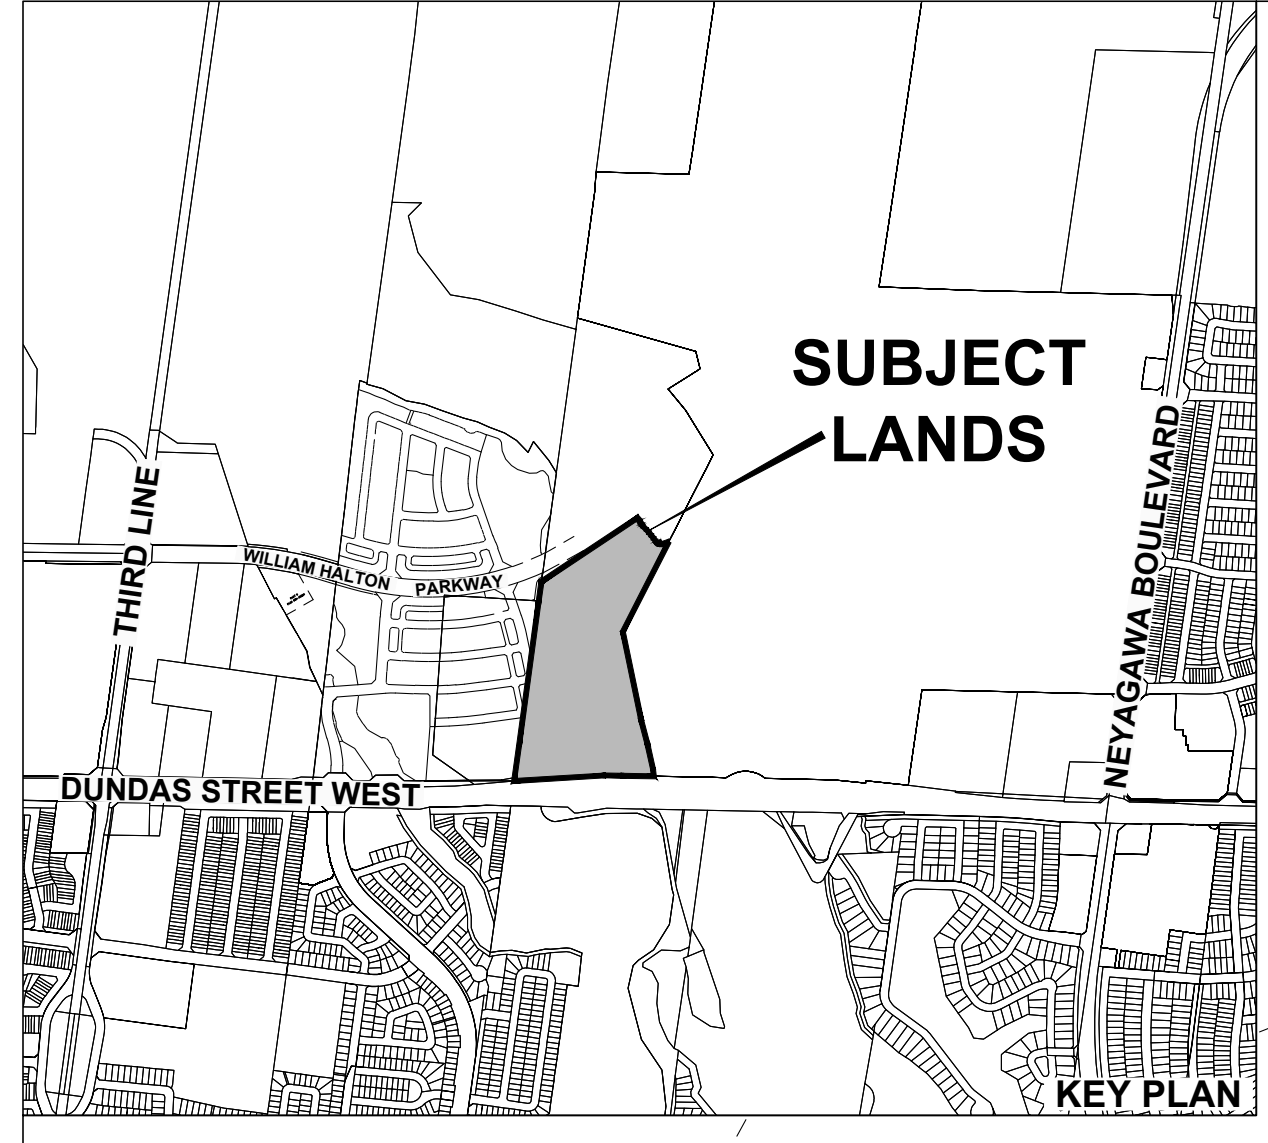 SUBJECT
LANDS
THIRD LINE
WILLIAM HALTON PARKWAY
NEYAGAWA BOULEVARD
DUNDAS STREET WEST
KEY PLAN